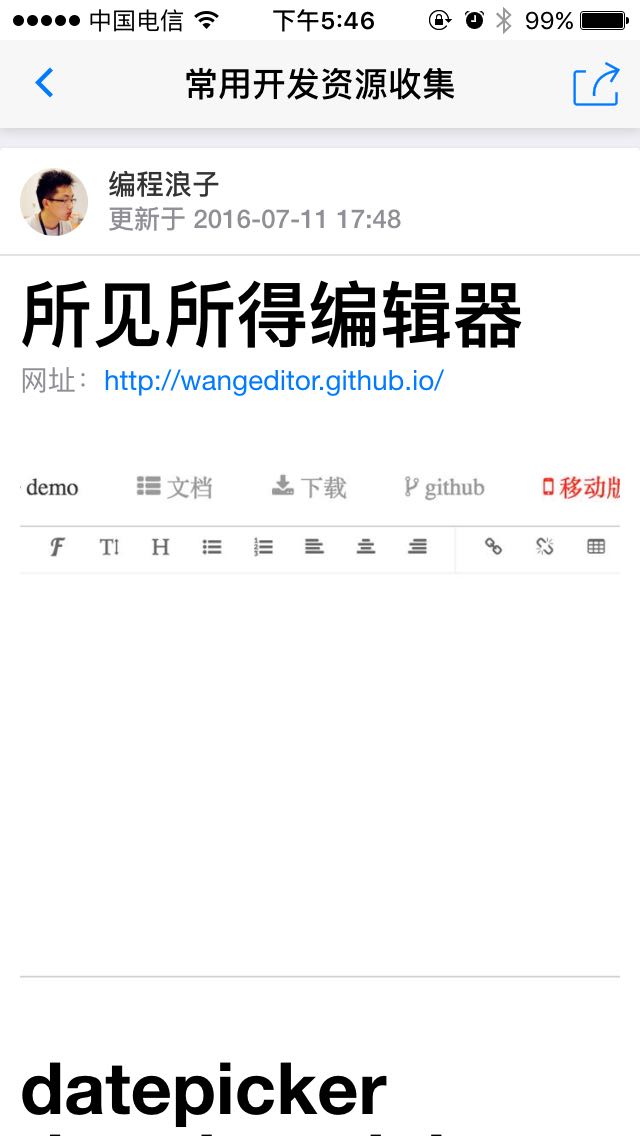 中国电信 下午5:46 99%
常用开发资源收集
编程浪子
更新于 2016-07-11 17:48
所见所得编辑器
网址：http://wangeditor.github.io/
demo 文档 下载 github 移动版
F TI H
datepicker